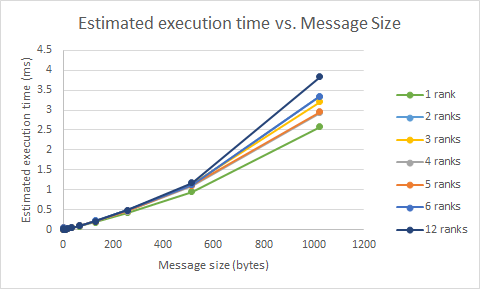 Estimated execution time vs. Message Size
Estimated execution time (ms)
4.5
4
3.5
3
2.5
2
1.5
1
0.5
0
0
200
400
600
800
1000
1200
Message size (bytes)
1 rank
2 ranks
3 ranks
4 ranks
5 ranks
6 ranks
12 ranks